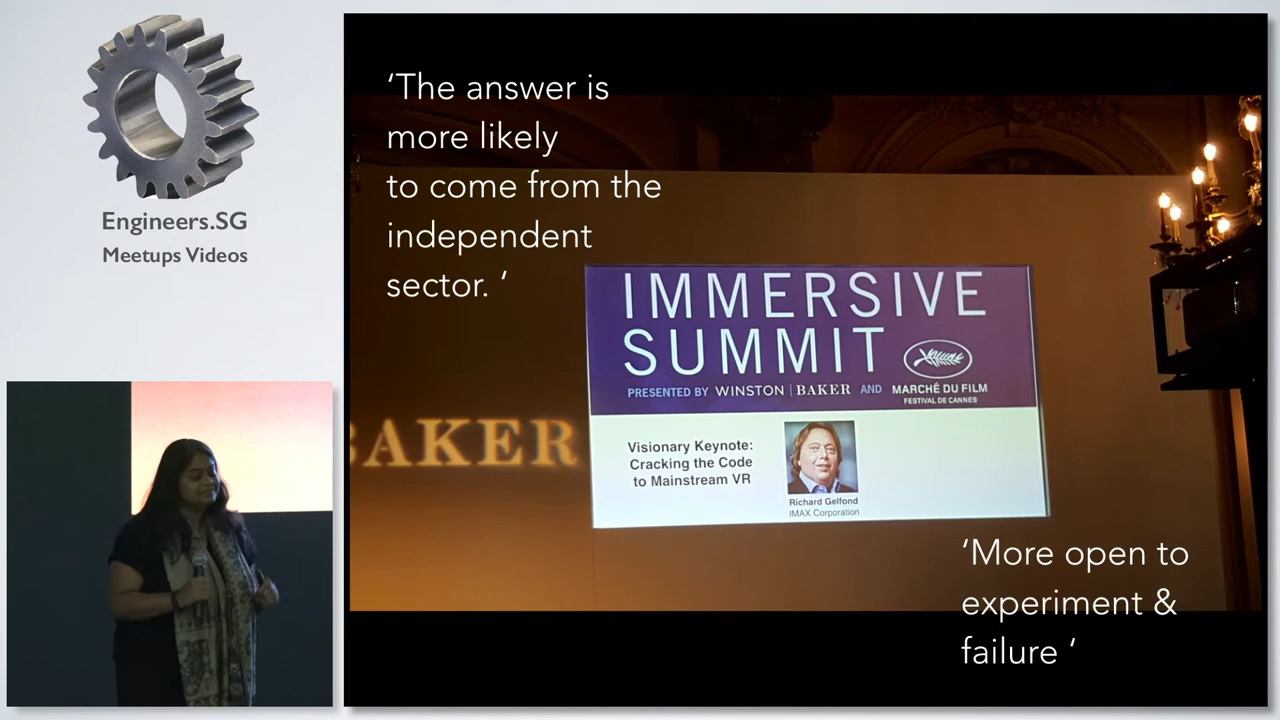 Engineers.SG
Meetups Videos
‘The answer is
more likely
to come from the
independent
sector. ‘
BAKER
IMMERSIVE
SUMMIT
PRESENTED BY WINSTON | BAKER AND MARCHÉ DU FILM
FESTIVAL DE CANNES
Visionary Keynote:
Cracking the Code
to Mainstream VR
Richard Gelfond
IMAX Corporation
‘More open to
experiment &
failure ‘